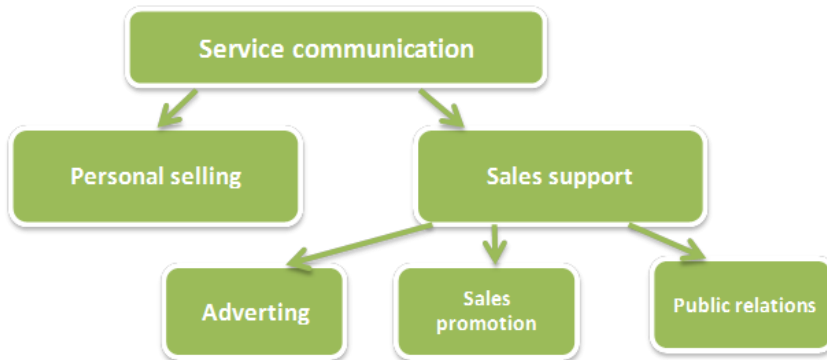 Service communication
Personal selling
Sales support
Adverting
Sales
promotion
Public relations